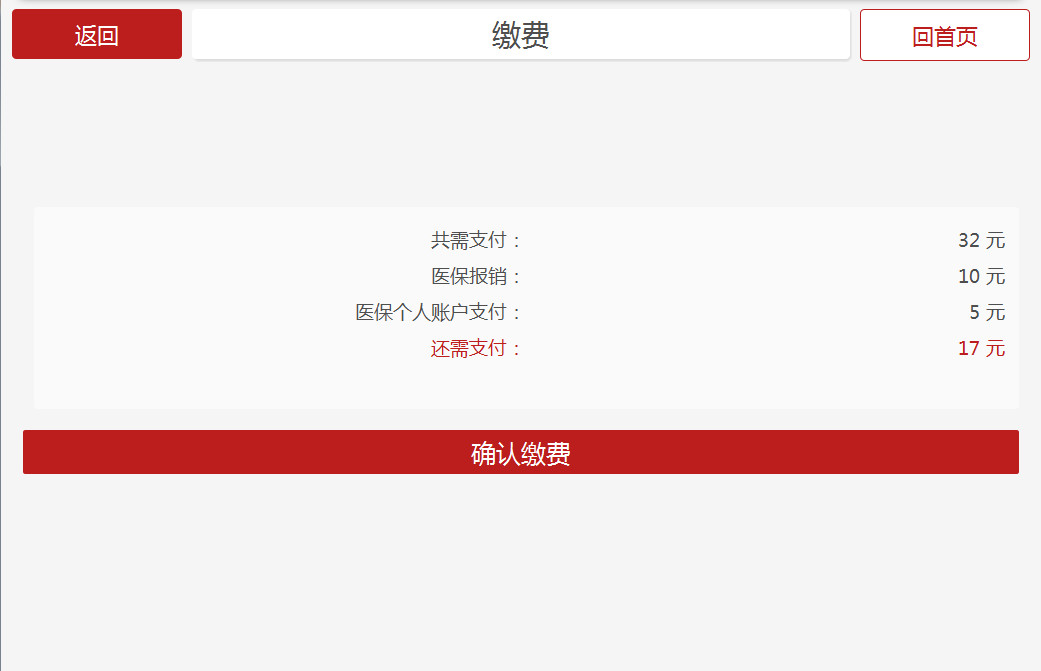 返回
缴费
回首页
共需支付： 32 元
医保报销： 10 元
医保个人账户支付： 5 元
还需支付： 17 元
确认缴费